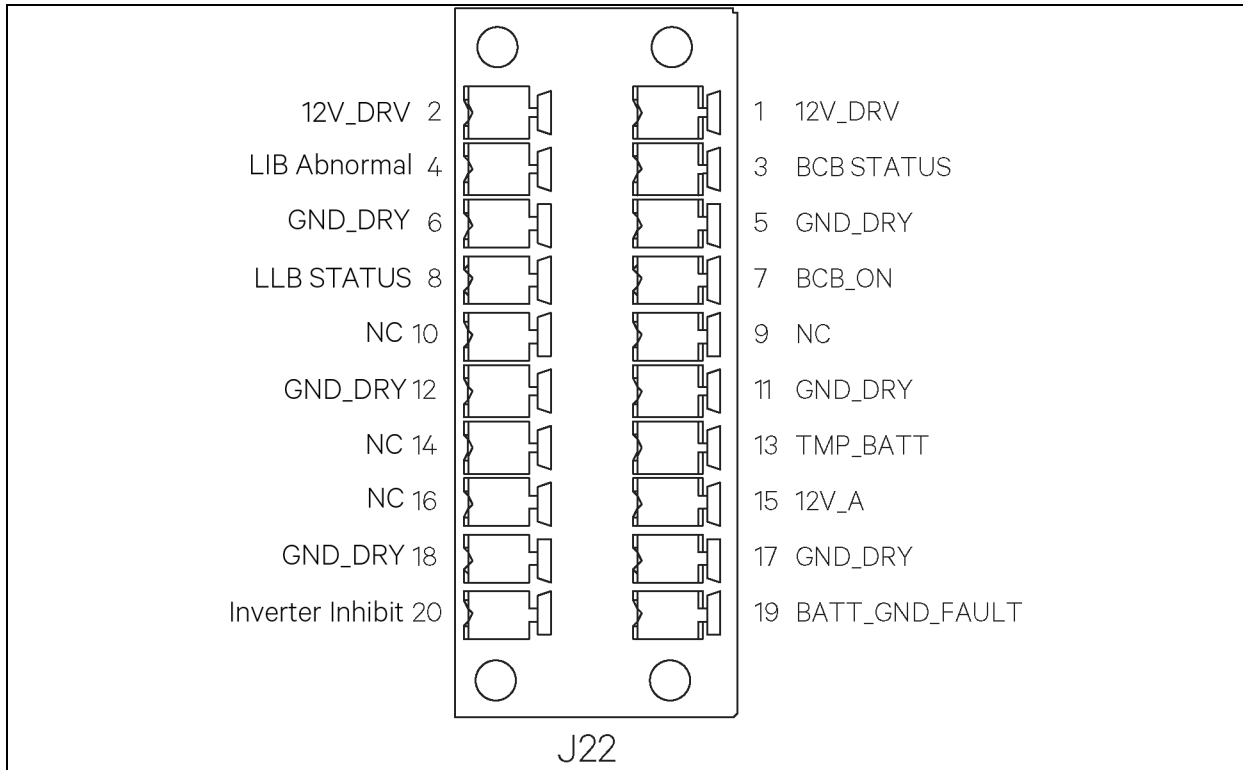 12V_DRV 2 1 12V_DRV
LIB Abnormal 4 3 BCB STATUS
GND_DRY 6 5 GND_DRY
LLB STATUS 8 7 BCB_ON
NC 10 9 NC
GND_DRY 12 11 GND_DRY
NC 14 13 TMP_BATT
NC 16 15 12V_A
GND_DRY 18 17 GND_DRY
Inverter Inhibit 20 19 BATT_GND_FAULT
J22